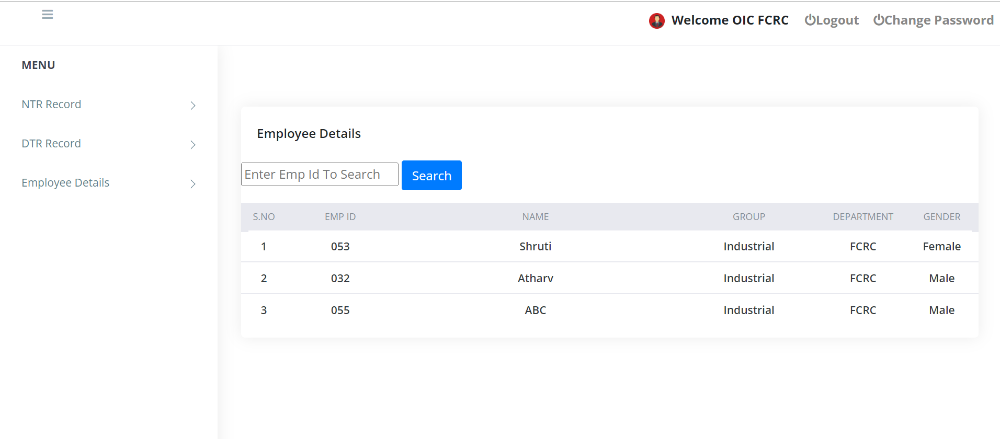 Welcome OIC FCRC Logout Change Password
MENU
NTR Record
DTR Record
Employee Details
Employee Details
Enter Emp Id To Search Search
S.NO EMP ID NAME GROUP DEPARTMENT GENDER
1 053 Shruti Industrial FCRC Female
2 032 Atharv Industrial FCRC Male
3 055 ABC Industrial FCRC Male